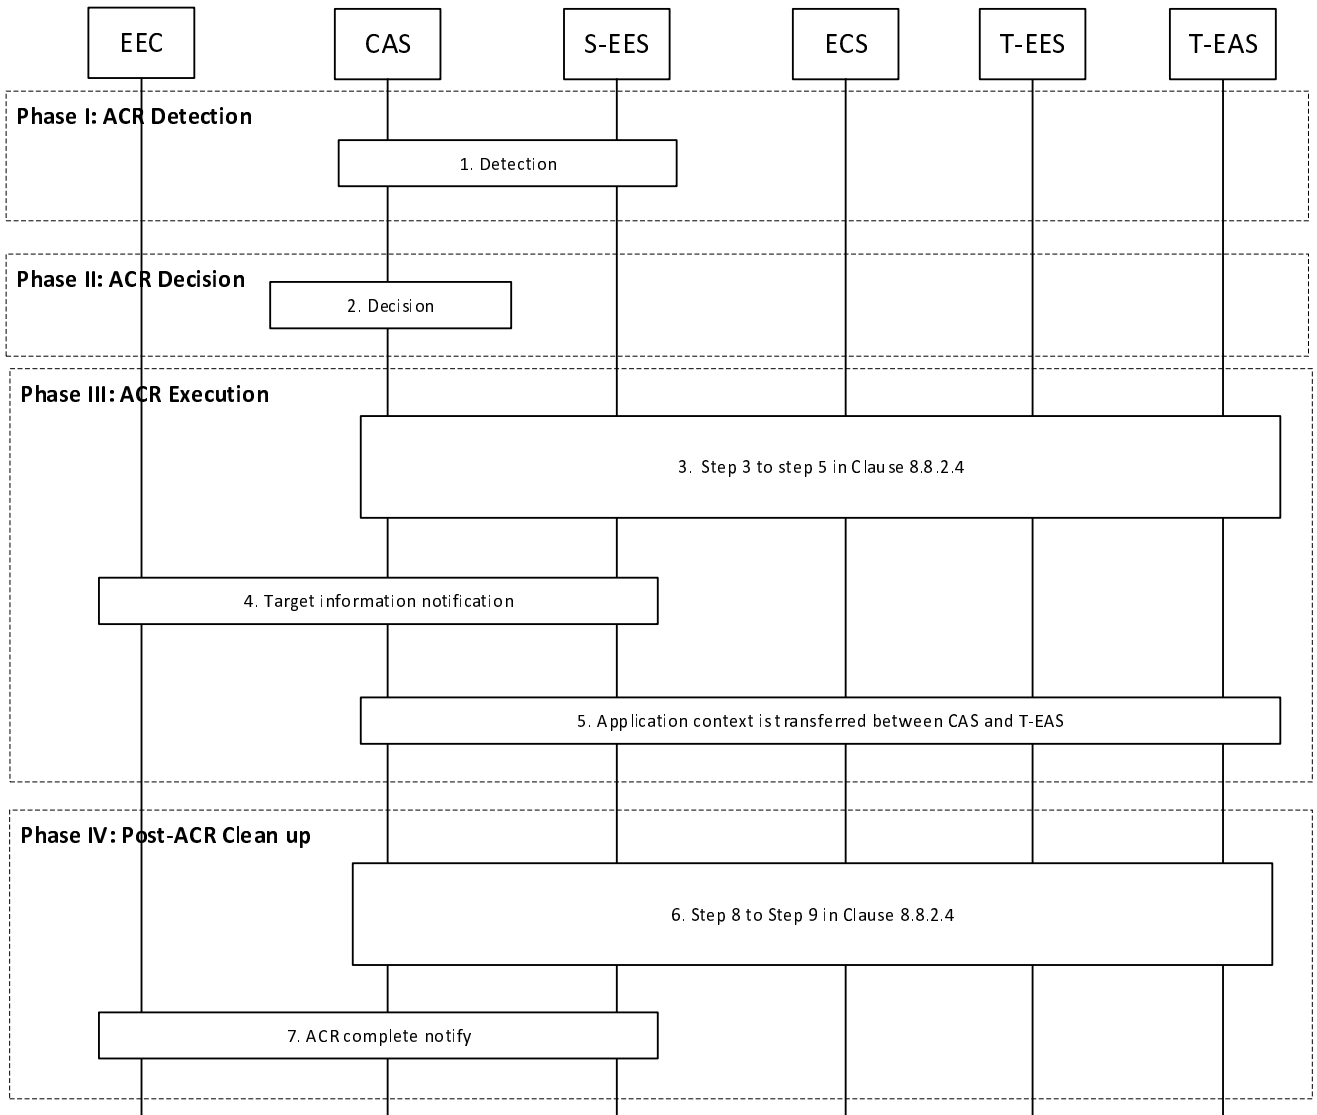 EEC
CAS
S-EES
ECS
T-EES
T-EAS
Phase I: ACR Detection
1. Detection
Phase II: ACR Decision
2. Decision
Phase III: ACR Execution
3. Step 3 to step 5 in Clause 8.8.2.4
4. Target information notification
5. Application context is transferred between CAS and T-EAS
Phase IV: Post-ACR Clean up
6. Step 8 to Step 9 in Clause 8.8.2.4
7. ACR complete notify